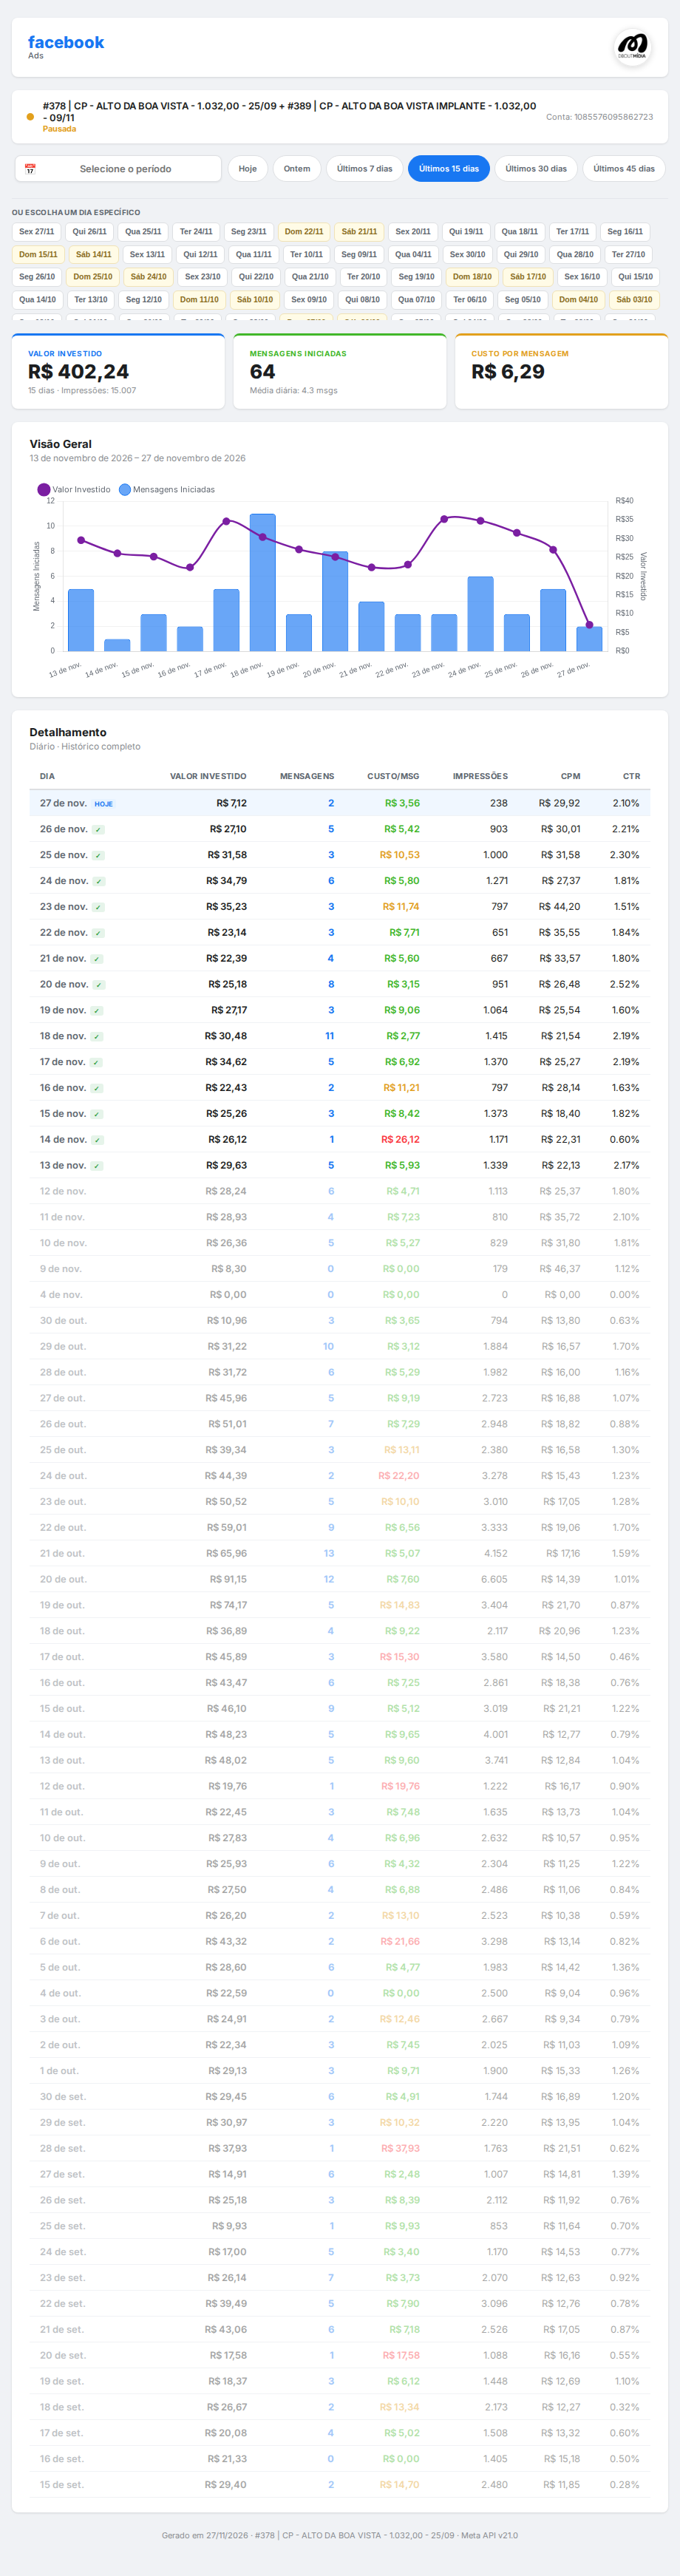 facebook
Ads
DBOUTMÍDIA
#378 | CP - ALTO DA BOA VISTA - 1.032,00 - 25/09 + #389 | CP - ALTO DA BOA VISTA IMPLANTE - 1.032,00
- 09/11
Pausada
Conta: 1085576095862723
Selecione o período
Hoje
Ontem
Últimos 7 dias
Últimos 15 dias
Últimos 30 dias
Últimos 45 dias
OU ESCOLHA UM DIA ESPECÍFICO
Sex 27/11 Qui 26/11 Qua 25/11 Ter 24/11 Seg 23/11 Dom 22/11 Sáb 21/11 Sex 20/11 Qui 19/11 Qua 18/11 Ter 17/11 Seg 16/11
Dom 15/11 Sáb 14/11 Sex 13/11 Qui 12/11 Qua 11/11 Ter 10/11 Seg 09/11 Qua 04/11 Sex 30/10 Qui 29/10 Qua 28/10 Ter 27/10
Seg 26/10 Dom 25/10 Sáb 24/10 Sex 23/10 Qui 22/10 Qua 21/10 Ter 20/10 Seg 19/10 Dom 18/10 Sáb 17/10 Sex 16/10 Qui 15/10
Qua 14/10 Ter 13/10 Seg 12/10 Dom 11/10 Sáb 10/10 Sex 09/10 Qui 08/10 Qua 07/10 Ter 06/10 Seg 05/10 Dom 04/10 Sáb 03/10
VALOR INVESTIDO
R$ 402,24
15 dias · Impressões: 15.007
MENSAGENS INICIADAS
64
Média diária: 4.3 msgs
CUSTO POR MENSAGEM
R$ 6,29
Visão Geral
13 de novembro de 2026 – 27 de novembro de 2026
Valor Investido Mensagens Iniciadas
Mensagens Iniciadas
12
10
8
6
4
2
0
R$40
R$35
R$30
R$25
R$20
R$15
R$10
R$5
R$0
Valor Investido
13 de nov. 14 de nov. 15 de nov. 16 de nov. 17 de nov. 18 de nov. 19 de nov. 20 de nov. 21 de nov. 22 de nov. 23 de nov. 24 de nov. 25 de nov. 26 de nov. 27 de nov.
Detalhamento
Diário · Histórico completo
DIA VALOR INVESTIDO MENSAGENS CUSTO/MSG IMPRESSÕES CPM CTR
27 de nov. HOJE R$ 7,12 2 R$ 3,56 238 R$ 29,92 2.10%
26 de nov. ✓ R$ 27,10 5 R$ 5,42 903 R$ 30,01 2.21%
25 de nov. ✓ R$ 31,58 3 R$ 10,53 1.000 R$ 31,58 2.30%
24 de nov. ✓ R$ 34,79 6 R$ 5,80 1.271 R$ 27,37 1.81%
23 de nov. ✓ R$ 35,23 3 R$ 11,74 797 R$ 44,20 1.51%
22 de nov. ✓ R$ 23,14 3 R$ 7,71 651 R$ 35,55 1.84%
21 de nov. ✓ R$ 22,39 4 R$ 5,60 667 R$ 33,57 1.80%
20 de nov. ✓ R$ 25,18 8 R$ 3,15 951 R$ 26,48 2.52%
19 de nov. ✓ R$ 27,17 3 R$ 9,06 1.064 R$ 25,54 1.60%
18 de nov. ✓ R$ 30,48 11 R$ 2,77 1.415 R$ 21,54 2.19%
17 de nov. ✓ R$ 34,62 5 R$ 6,92 1.370 R$ 25,27 2.19%
16 de nov. ✓ R$ 22,43 2 R$ 11,21 797 R$ 28,14 1.63%
15 de nov. ✓ R$ 25,26 3 R$ 8,42 1.373 R$ 18,40 1.82%
14 de nov. ✓ R$ 26,12 1 R$ 26,12 1.171 R$ 22,31 0.60%
13 de nov. ✓ R$ 29,63 5 R$ 5,93 1.339 R$ 22,13 2.17%
12 de nov. R$ 28,24 6 R$ 4,71 1.113 R$ 25,37 1.80%
11 de nov. R$ 28,93 4 R$ 7,23 810 R$ 35,72 2.10%
10 de nov. R$ 26,36 5 R$ 5,27 829 R$ 31,80 1.81%
9 de nov. R$ 8,30 0 R$ 0,00 179 R$ 46,37 1.12%
4 de nov. R$ 0,00 0 R$ 0,00 0 R$ 0,00 0.00%
30 de out. R$ 10,96 3 R$ 3,65 794 R$ 13,80 0.63%
29 de out. R$ 31,22 10 R$ 3,12 1.884 R$ 16,57 1.70%
28 de out. R$ 31,72 6 R$ 5,29 1.982 R$ 16,00 1.16%
27 de out. R$ 45,96 5 R$ 9,19 2.723 R$ 16,88 1.07%
26 de out. R$ 51,01 7 R$ 7,29 2.948 R$ 18,82 0.88%
25 de out. R$ 39,34 3 R$ 13,11 2.380 R$ 16,58 1.30%
24 de out. R$ 44,39 2 R$ 22,20 3.278 R$ 15,43 1.23%
23 de out. R$ 50,52 5 R$ 10,10 3.010 R$ 17,05 1.28%
22 de out. R$ 59,01 9 R$ 6,56 3.333 R$ 19,06 1.70%
21 de out. R$ 65,96 13 R$ 5,07 4.152 R$ 17,16 1.59%
20 de out. R$ 91,15 12 R$ 7,60 6.605 R$ 14,39 1.01%
19 de out. R$ 74,17 5 R$ 14,83 3.404 R$ 21,70 0.87%
18 de out. R$ 36,89 4 R$ 9,22 2.117 R$ 20,96 1.23%
17 de out. R$ 45,89 3 R$ 15,30 3.580 R$ 14,50 0.46%
16 de out. R$ 43,47 6 R$ 7,25 2.861 R$ 18,38 0.76%
15 de out. R$ 46,10 9 R$ 5,12 3.019 R$ 21,21 1.22%
14 de out. R$ 48,23 5 R$ 9,65 4.001 R$ 12,77 0.79%
13 de out. R$ 48,02 5 R$ 9,60 3.741 R$ 12,84 1.04%
12 de out. R$ 19,76 1 R$ 19,76 1.222 R$ 16,17 0.90%
11 de out. R$ 22,45 3 R$ 7,48 1.635 R$ 13,73 1.04%
10 de out. R$ 27,83 4 R$ 6,96 2.632 R$ 10,57 0.95%
9 de out. R$ 25,93 6 R$ 4,32 2.304 R$ 11,25 1.22%
8 de out. R$ 27,50 4 R$ 6,88 2.486 R$ 11,06 0.84%
7 de out. R$ 26,20 2 R$ 13,10 2.523 R$ 10,38 0.59%
6 de out. R$ 43,32 2 R$ 21,66 3.298 R$ 13,14 0.82%
5 de out. R$ 28,60 6 R$ 4,77 1.983 R$ 14,42 1.36%
4 de out. R$ 22,59 0 R$ 0,00 2.500 R$ 9,04 0.96%
3 de out. R$ 24,91 2 R$ 12,46 2.667 R$ 9,34 0.79%
2 de out. R$ 22,34 3 R$ 7,45 2.025 R$ 11,03 1.09%
1 de out. R$ 29,13 3 R$ 9,71 1.900 R$ 15,33 1.26%
30 de set. R$ 29,45 6 R$ 4,91 1.744 R$ 16,89 1.20%
29 de set. R$ 30,97 3 R$ 10,32 2.220 R$ 13,95 1.04%
28 de set. R$ 37,93 1 R$ 37,93 1.763 R$ 21,51 0.62%
27 de set. R$ 14,91 6 R$ 2,48 1.007 R$ 14,81 1.39%
26 de set. R$ 25,18 3 R$ 8,39 2.112 R$ 11,92 0.76%
25 de set. R$ 9,93 1 R$ 9,93 853 R$ 11,64 0.70%
24 de set. R$ 17,00 5 R$ 3,40 1.170 R$ 14,53 0.77%
23 de set. R$ 26,14 7 R$ 3,73 2.070 R$ 12,63 0.92%
22 de set. R$ 39,49 5 R$ 7,90 3.096 R$ 12,76 0.78%
21 de set. R$ 43,06 6 R$ 7,18 2.526 R$ 17,05 0.87%
20 de set. R$ 17,58 1 R$ 17,58 1.088 R$ 16,16 0.55%
19 de set. R$ 18,37 3 R$ 6,12 1.448 R$ 12,69 1.10%
18 de set. R$ 26,67 2 R$ 13,34 2.173 R$ 12,27 0.32%
17 de set. R$ 20,08 4 R$ 5,02 1.508 R$ 13,32 0.60%
16 de set. R$ 21,33 0 R$ 0,00 1.405 R$ 15,18 0.50%
15 de set. R$ 29,40 2 R$ 14,70 2.480 R$ 11,85 0.28%
Gerado em 27/11/2026 · #378 | CP - ALTO DA BOA VISTA - 1.032,00 - 25/09 · Meta API v21.0